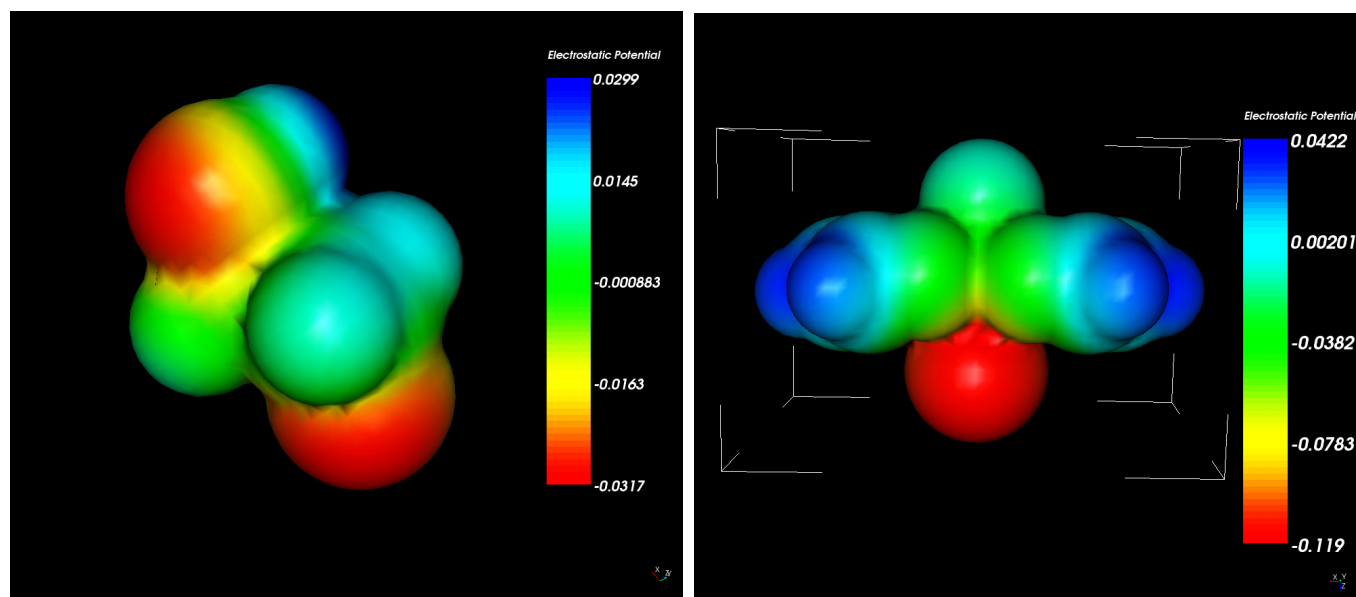 Electrostatic Potential
0.0299
0.0145
-0.000883
-0.0163
-0.0317
X
Electrostatic Potential
0.0422
0.00201
-0.0382
-0.0783
-0.119
X Y
Z